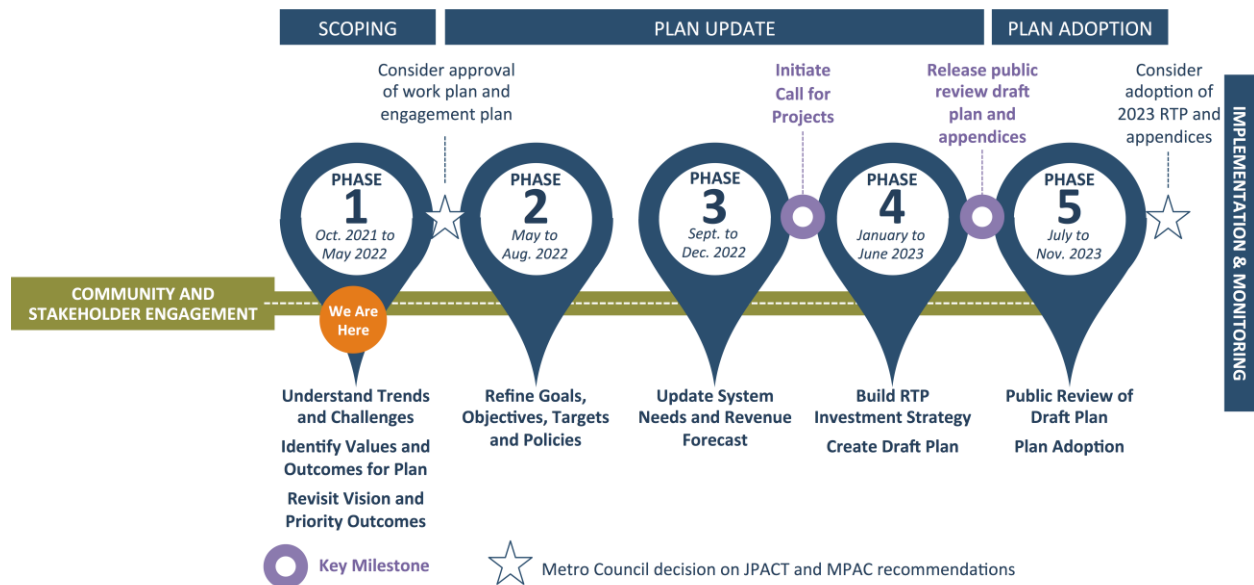 SCOPING
PLAN UPDATE
PLAN ADOPTION
Consider approval
of work plan and
engagement plan
Initiate
Call for
Projects
Release public
review draft
plan and
appendices
Consider
adoption of
2023 RTP and
appendices
IMPLEMENTATION & MONITORING
PHASE
1
Oct. 2021 to
May 2022
PHASE
2
May to
Aug. 2022
PHASE
3
Sept. to
Dec. 2022
PHASE
4
January to
June 2023
PHASE
5
July to
Nov. 2023
COMMUNITY AND
STAKEHOLDER ENGAGEMENT
We Are
Here
Understand Trends
and Challenges
Identify Values and
Outcomes for Plan
Revisit Vision and
Priority Outcomes
Refine Goals,
Objectives, Targets
and Policies
Update System
Needs and Revenue
Forecast
Build RTP
Investment Strategy
Create Draft Plan
Public Review of
Draft Plan
Plan Adoption
Key Milestone
Metro Council decision on JPACT and MPAC recommendations